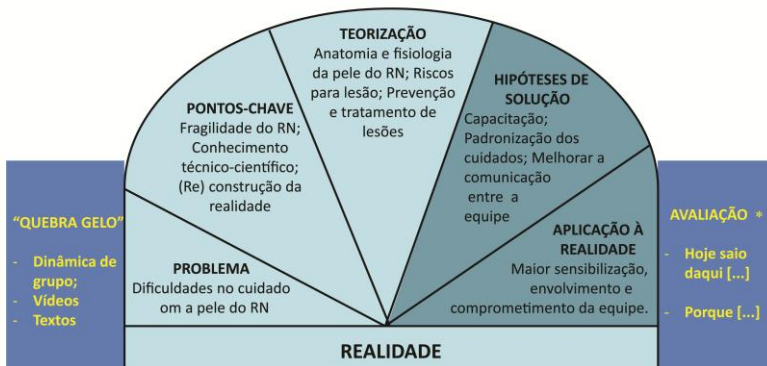 "QUEBRA GELO"
- Dinâmica de
grupo;
- Vídeos
- Textos
PROBLEMA
Dificuldades no cuidado
om a pele do RN
PONTOS-CHAVE
Fragilidade do RN;
Conhecimento
técnico-científico;
(Re) construção da
realidade
TEORIZAÇÃO
Anatomia e fisiologia
da pele do RN; Riscos
para lesão; Prevenção
e tratamento de
lesões
HIPÓTESES DE
SOLUÇÃO
Capacitação;
Padronização dos
cuidados; Melhorar a
comunicação
entre a
equipe
APLICAÇÃO À
REALIDADE
Maior sensibilização,
envolvimento e
comprometimento da equipe.
AVALIAÇÃO *
- Hoje saio
daqui [...]
- Porque [...]
REALIDADE